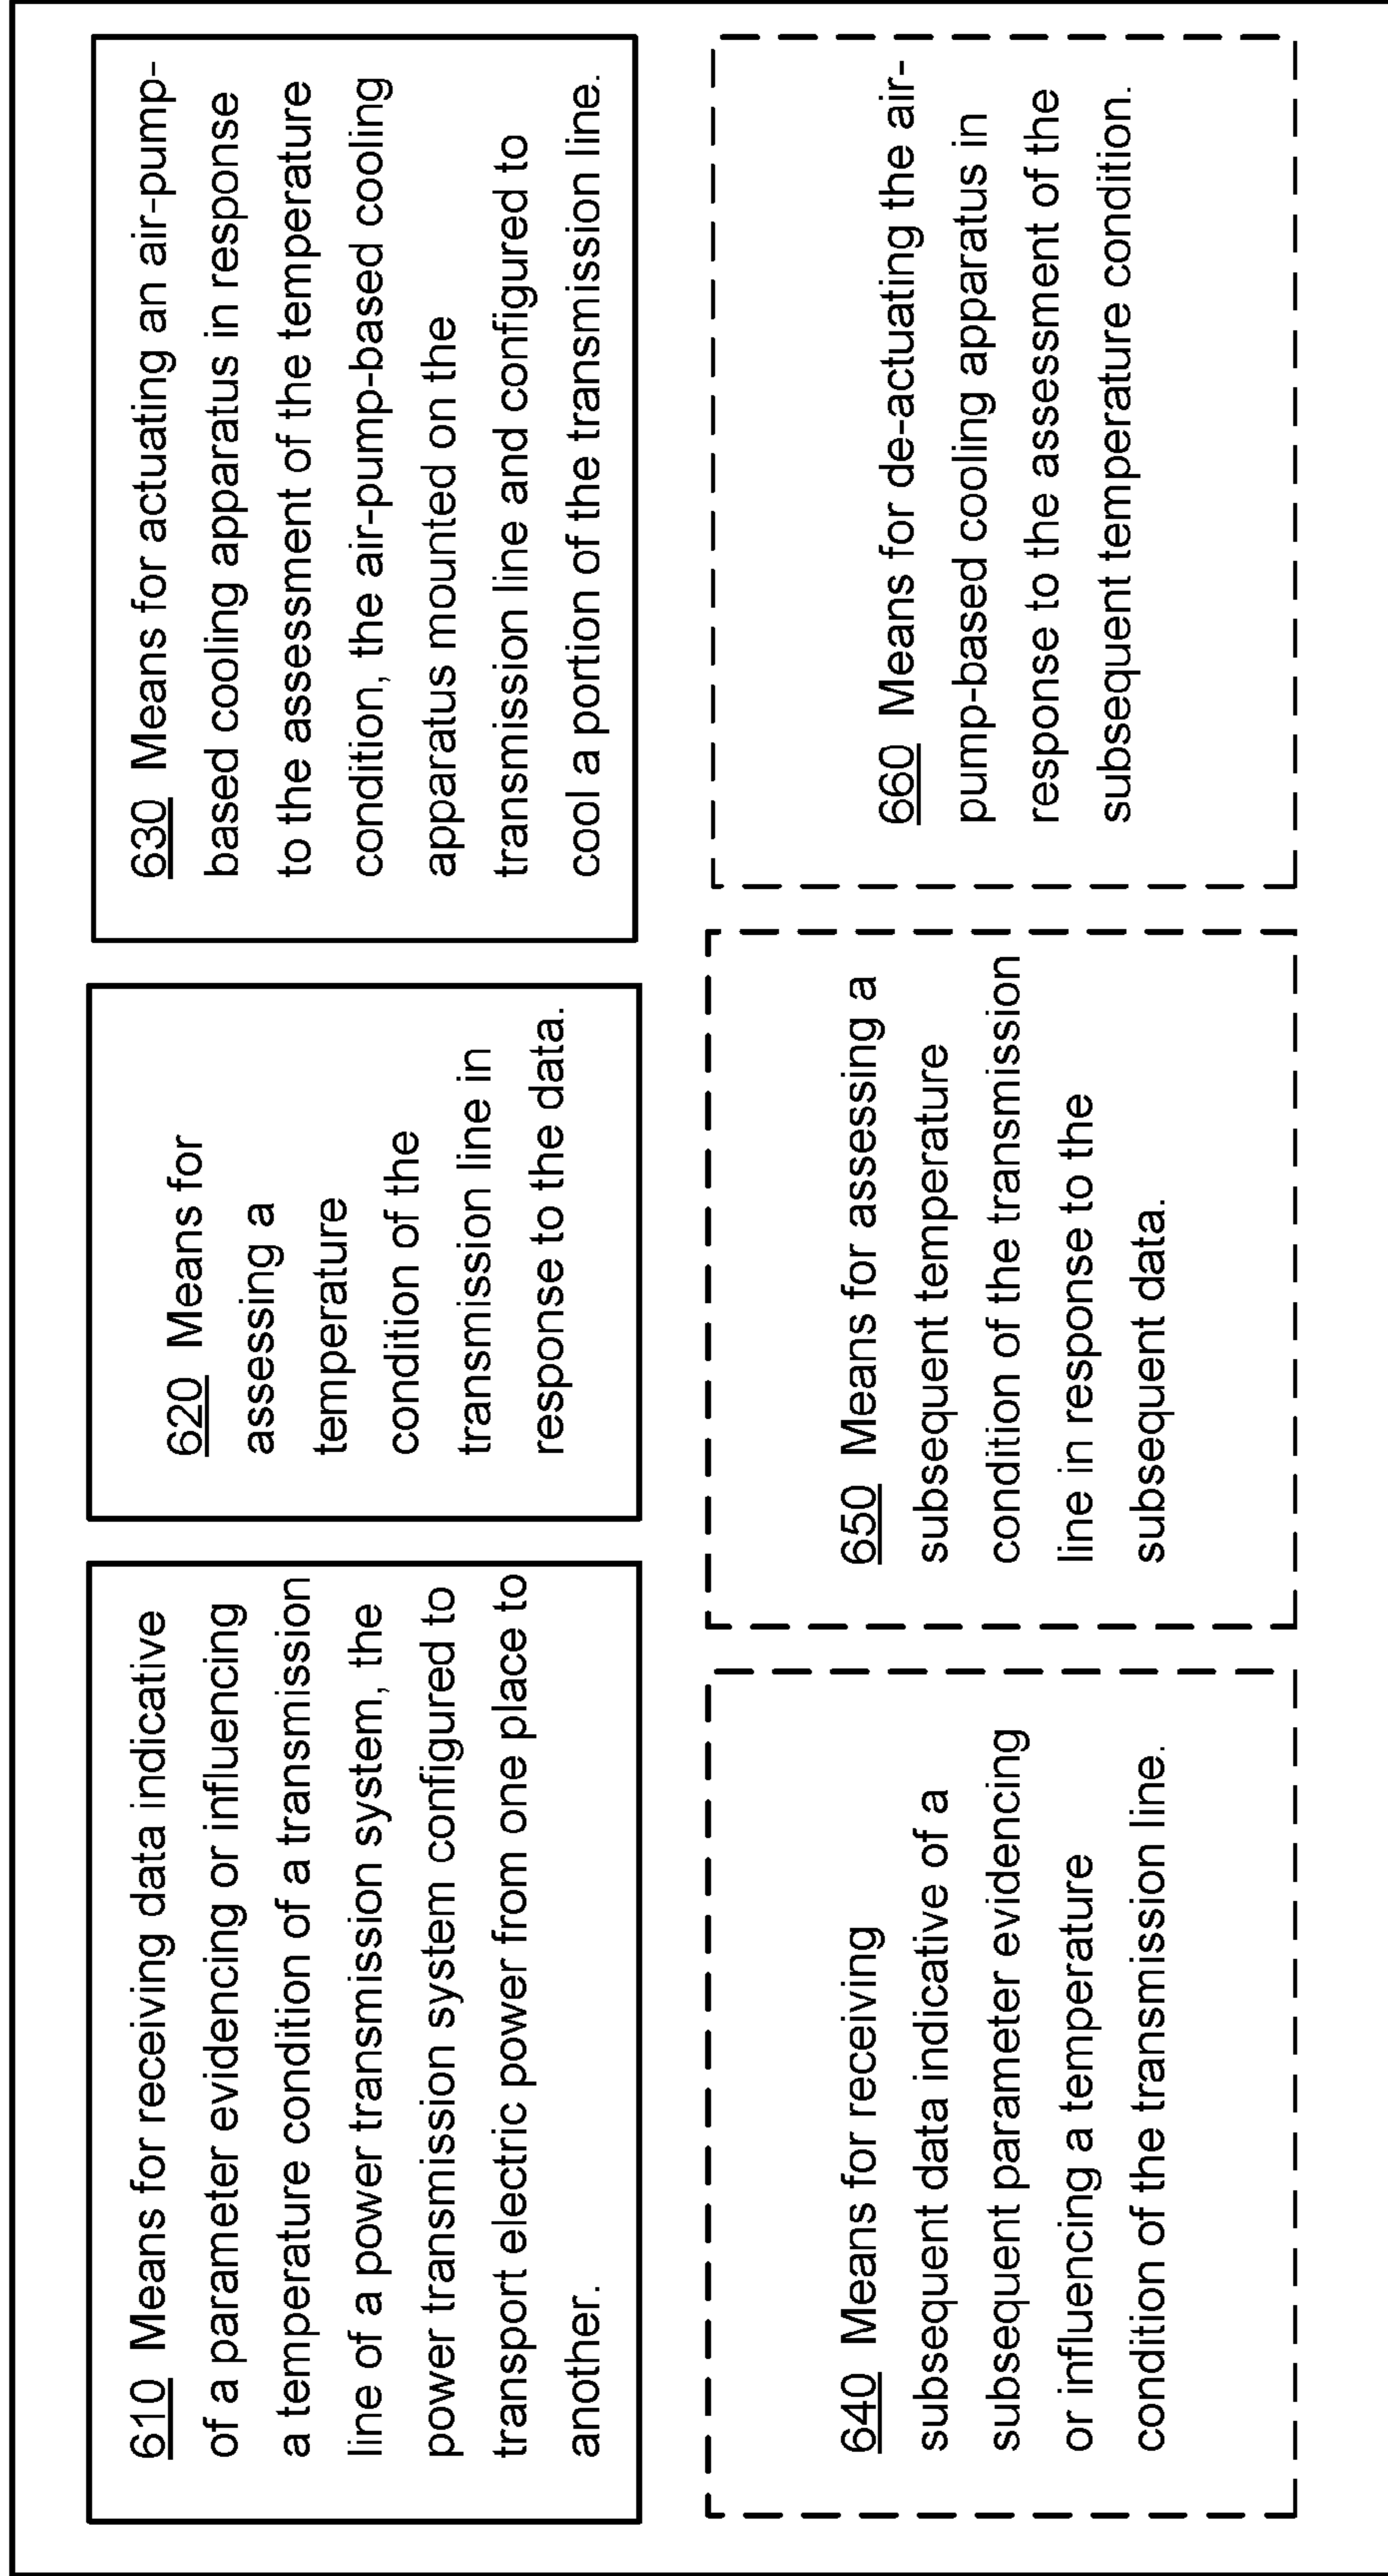 610 Means for receiving data indicative
of a parameter evidencing or influencing
a temperature condition of a transmission
line of a power transmission system, the
power transmission system configured to
transport electric power from one place to
another.
620 Means for
assessing a
temperature
condition of the
transmission line in
response to the data.
630 Means for actuating an air-pump-
based cooling apparatus in response
to the assessment of the temperature
condition, the air-pump-based cooling
apparatus mounted on the
transmission line and configured to
cool a portion of the transmission line.
640 Means for receiving
subsequent data indicative of a
subsequent parameter evidencing
or influencing a temperature
condition of the transmission line.
650 Means for assessing a
subsequent temperature
condition of the transmission
line in response to the
subsequent data.
660 Means for de-actuating the air-
pump-based cooling apparatus in
response to the assessment of the
subsequent temperature condition.